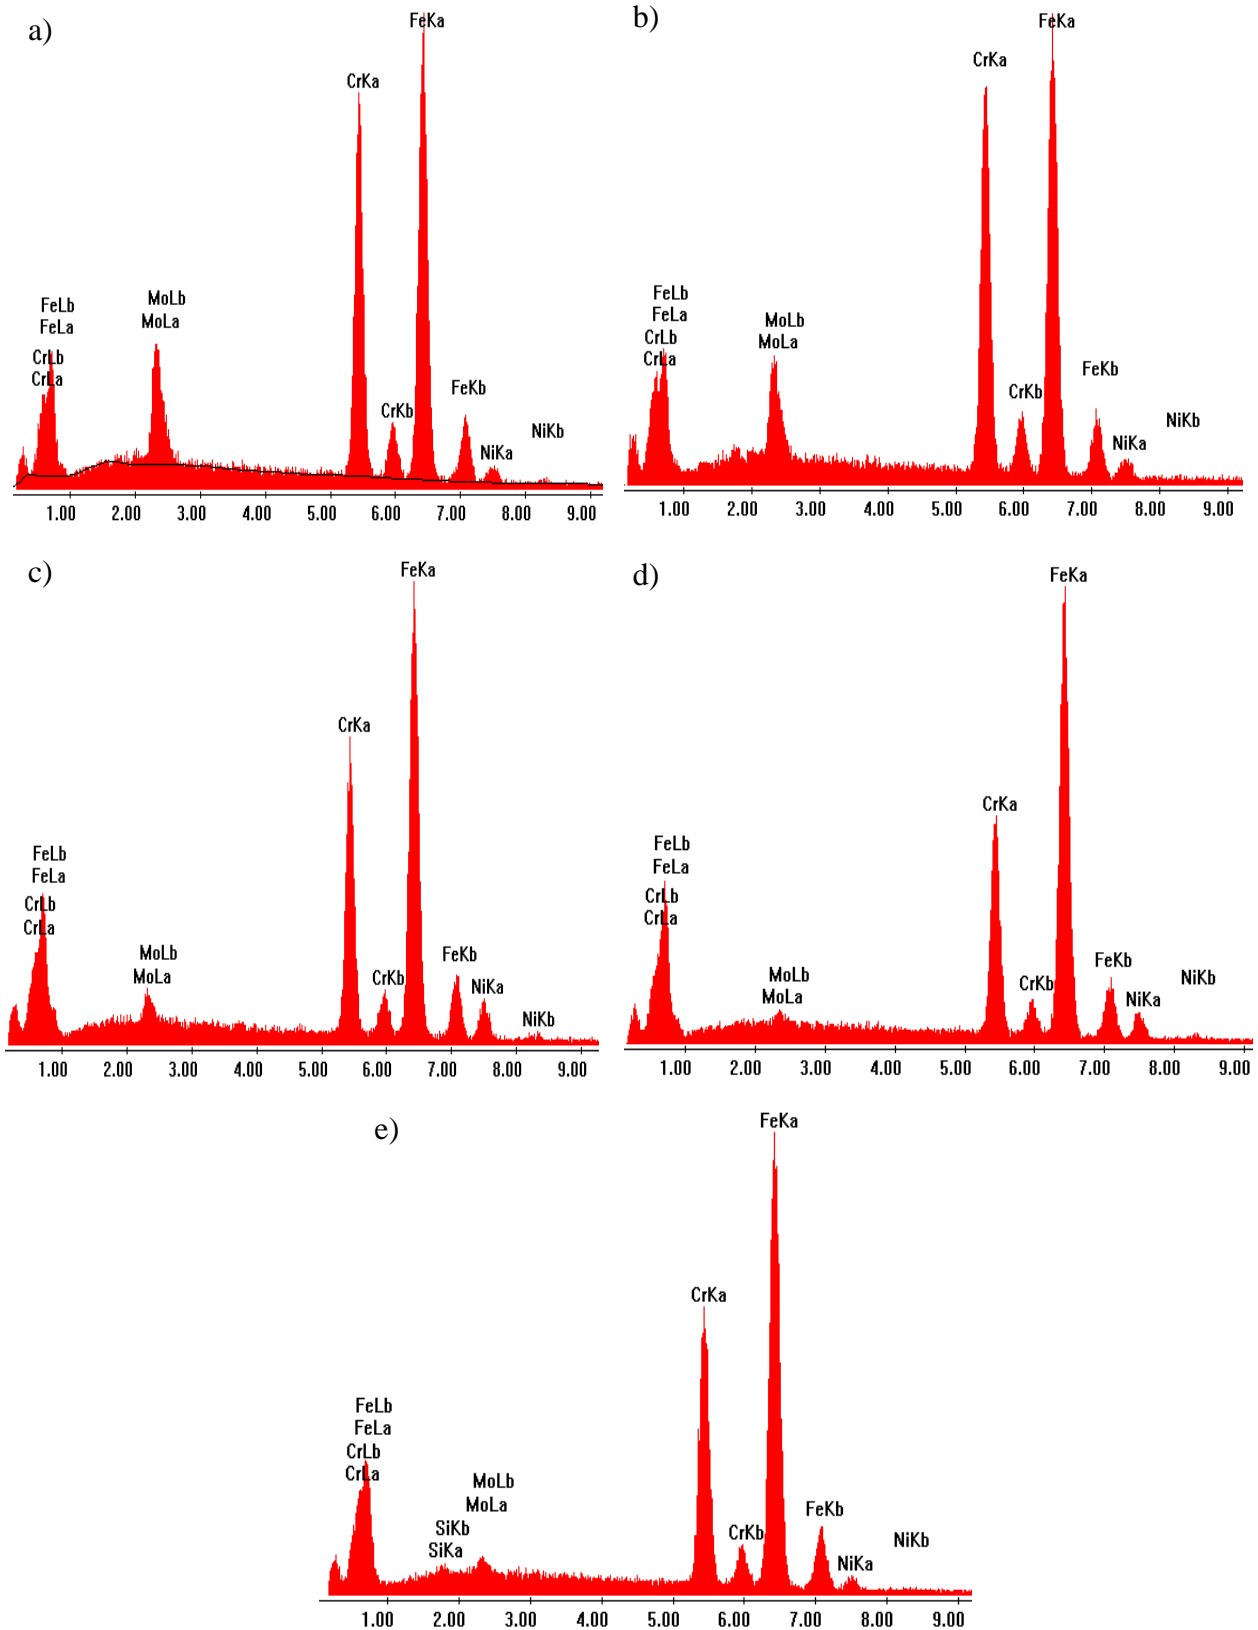 a)
FeKa
CrKa
FeLb
FeLa
CrLb
CrLa
MoLb
MoLa
CrKb
FeKb
NiKa
NiKb
1.00 2.00 3.00 4.00 5.00 6.00 7.00 8.00 9.00
b)
FeKa
CrKa
FeLb
FeLa
CrLb
CrLa
MoLb
MoLa
CrKb
FeKb
NiKa
NiKb
1.00 2.00 3.00 4.00 5.00 6.00 7.00 8.00 9.00
c)
FeKa
CrKa
FeLb
FeLa
CrLb
CrLa
MoLb
MoLa
CrKb
FeKb
NiKa
NiKb
1.00 2.00 3.00 4.00 5.00 6.00 7.00 8.00 9.00
d)
FeKa
CrKa
FeLb
FeLa
CrLb
CrLa
MoLb
MoLa
CrKb
FeKb
NiKa
NiKb
1.00 2.00 3.00 4.00 5.00 6.00 7.00 8.00 9.00
e)
FeKa
CrKa
FeLb
FeLa
CrLb
CrLa
MoLb
MoLa
SiKb
SiKa
CrKb
FeKb
NiKa
NiKb
1.00 2.00 3.00 4.00 5.00 6.00 7.00 8.00 9.00